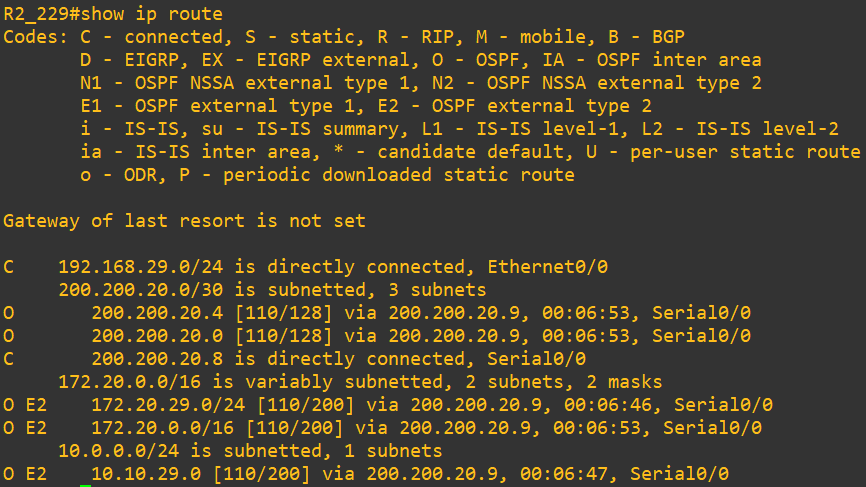 R2_229#show ip route
Codes: C - connected, S - static, R - RIP, M - mobile, B - BGP
       D - EIGRP, EX - EIGRP external, O - OSPF, IA - OSPF inter area
       N1 - OSPF NSSA external type 1, N2 - OSPF NSSA external type 2
       E1 - OSPF external type 1, E2 - OSPF external type 2
       i - IS-IS, su - IS-IS summary, L1 - IS-IS level-1, L2 - IS-IS level-2
       ia - IS-IS inter area, * - candidate default, U - per-user static route
       o - ODR, P - periodic downloaded static route
Gateway of last resort is not set
C    192.168.29.0/24 is directly connected, Ethernet0/0
     200.200.20.0/30 is subnetted, 3 subnets
O       200.200.20.4 [110/128] via 200.200.20.9, 00:06:53, Serial0/0
O       200.200.20.0 [110/128] via 200.200.20.9, 00:06:53, Serial0/0
C       200.200.20.8 is directly connected, Serial0/0
     172.20.0.0/16 is variably subnetted, 2 subnets, 2 masks
O E2    172.20.29.0/24 [110/200] via 200.200.20.9, 00:06:46, Serial0/0
O E2    172.20.0.0/16 [110/200] via 200.200.20.9, 00:06:53, Serial0/0
     10.0.0.0/24 is subnetted, 1 subnets
O E2    10.10.29.0 [110/200] via 200.200.20.9, 00:06:47, Serial0/0